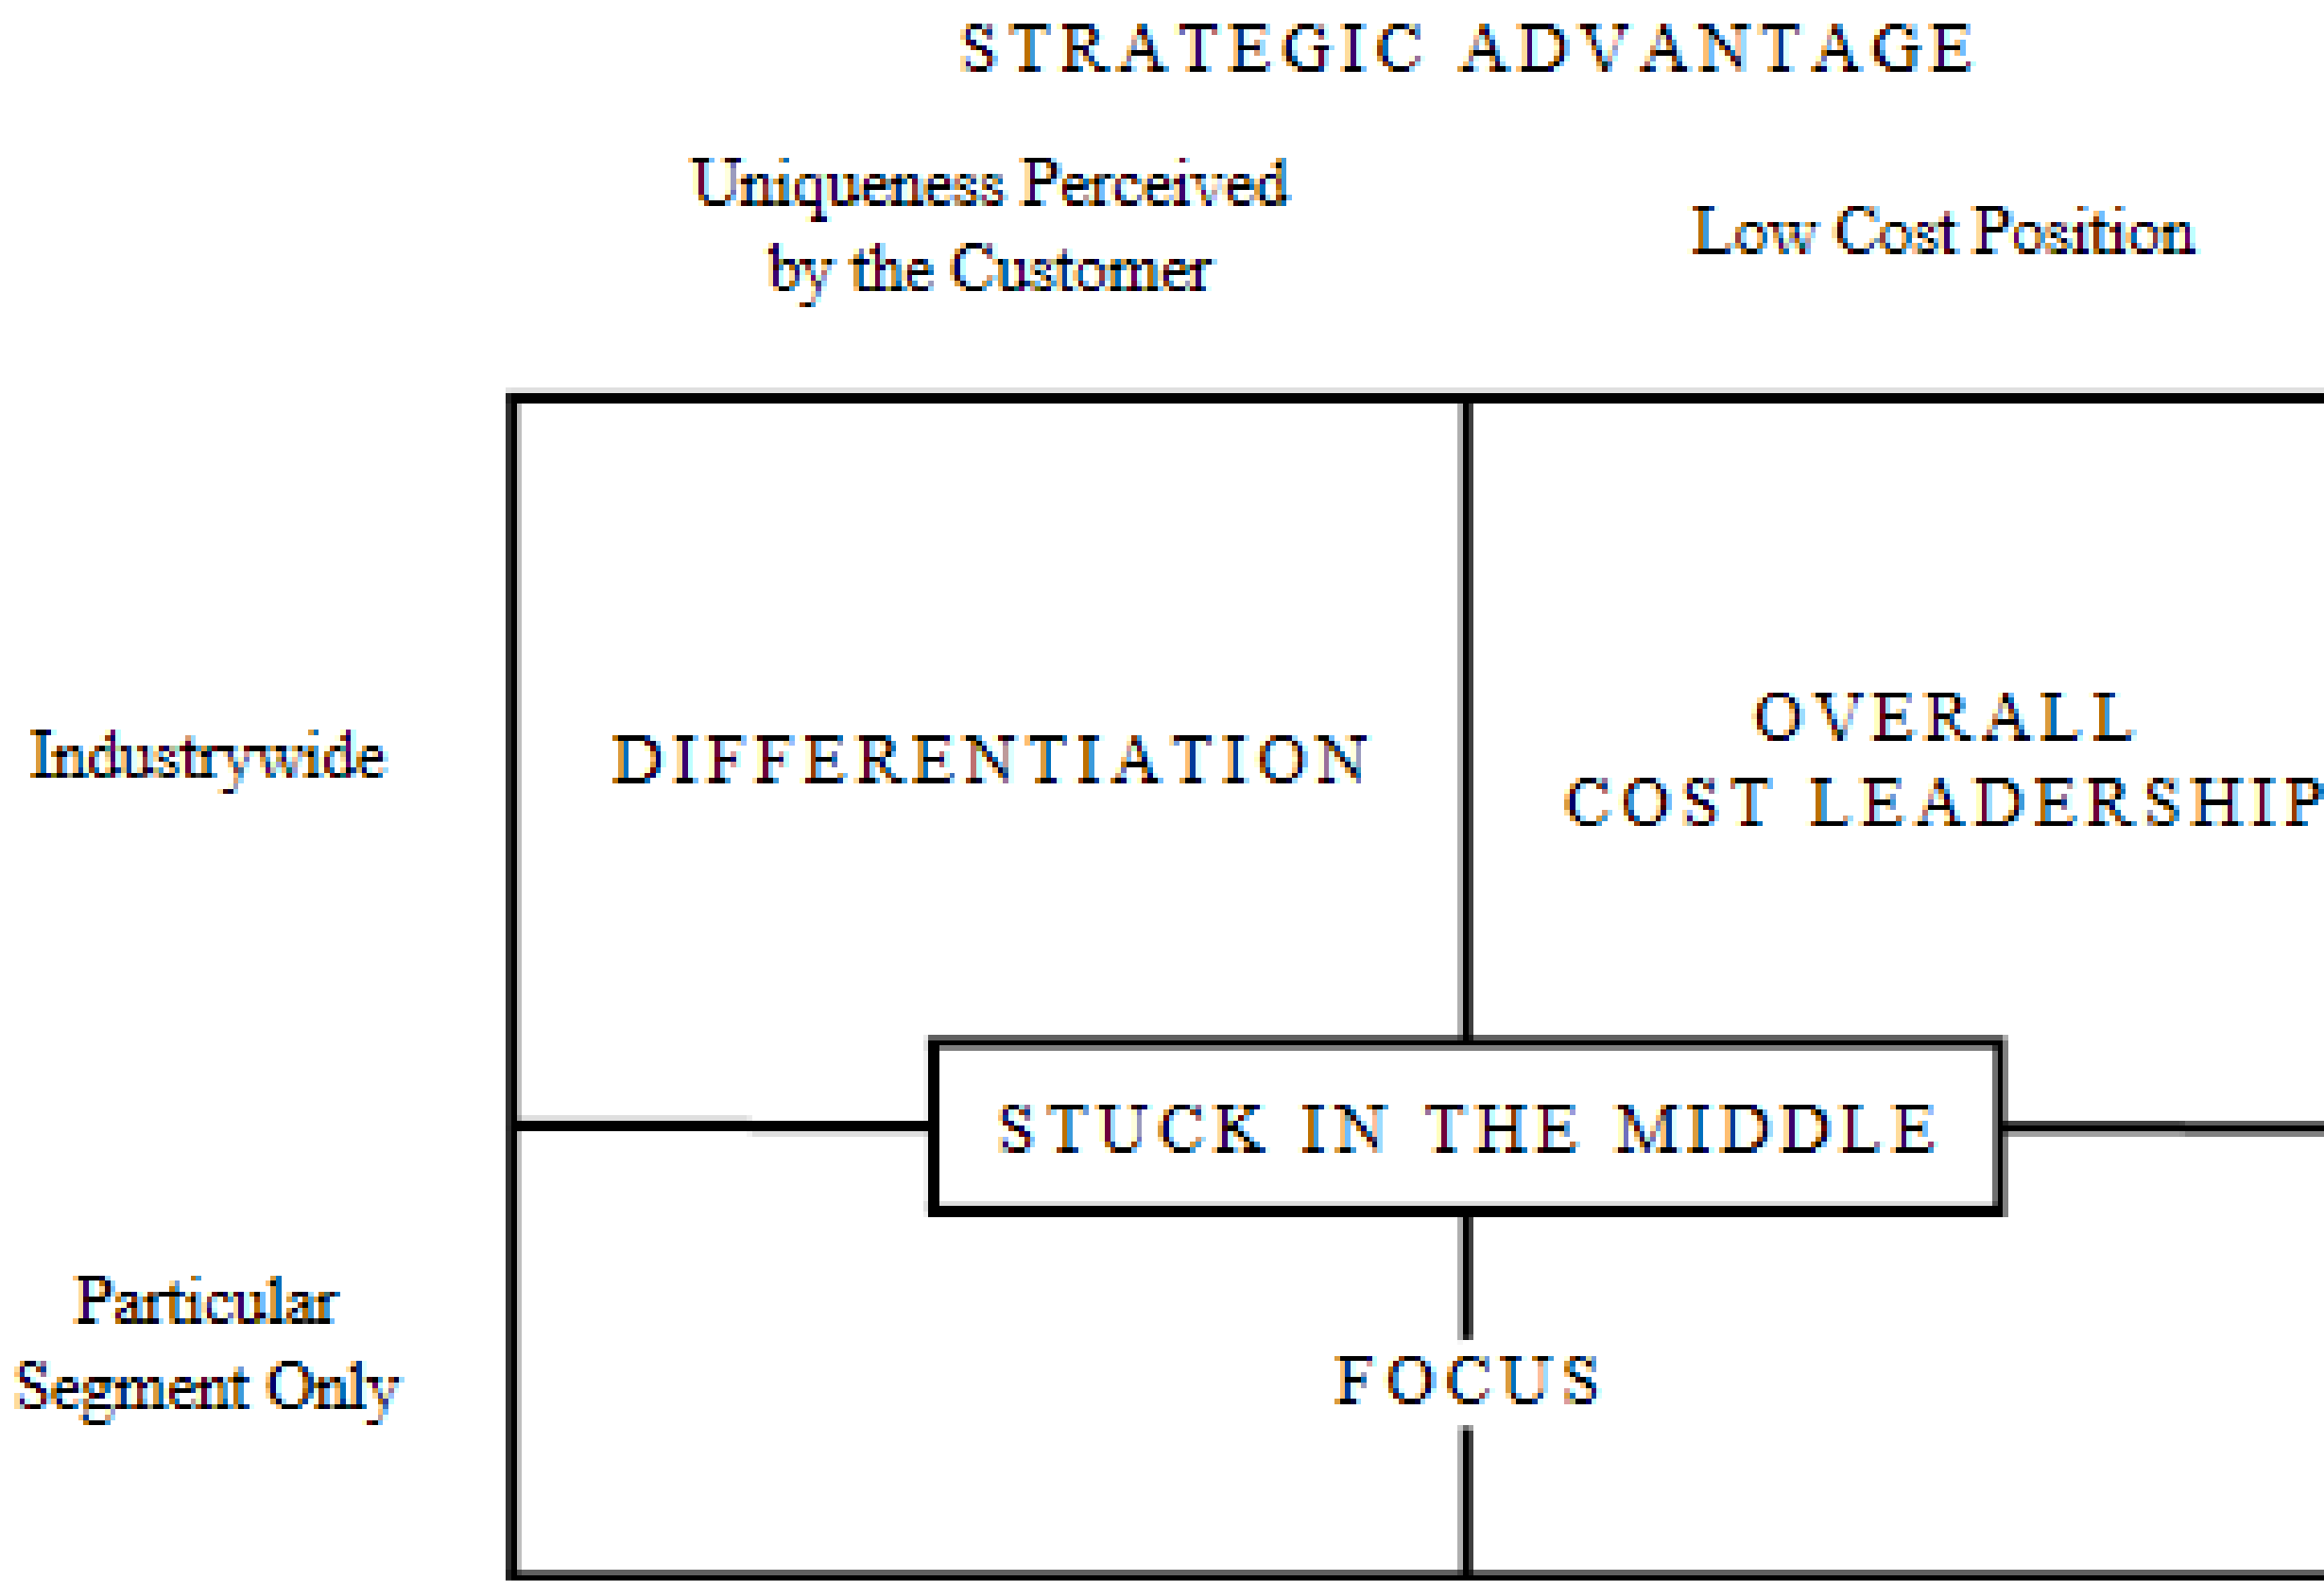 STRATEGIC ADVANTAGE
Uniqueness Perceived
by the Customer
Low Cost Position
Industrywide
DIFFERENTIATION
OVERALL
COST LEADERSHIP
STUCK IN THE MIDDLE
Particular
Segment Only
FOCUS